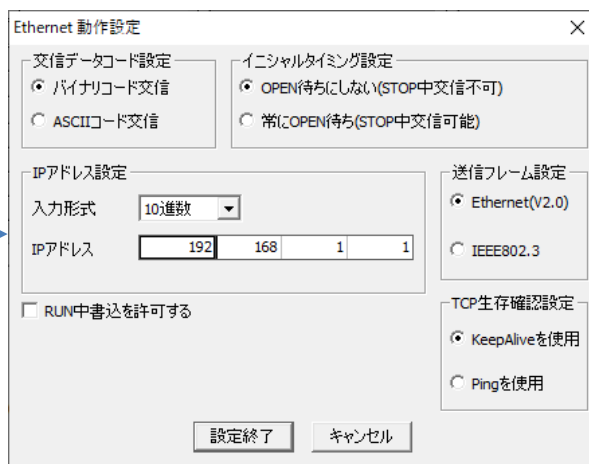 Ethernet 動作設定
交信データコード設定
バイナリコード交信
ASCIIコード交信
イニシャルタイミング設定
OPEN待ちにしない(STOP中交信不可)
常にOPEN待ち(STOP中交信可能)
IPアドレス設定
入力形式 10進数
IPアドレス 192 168 1 1
送信フレーム設定
Ethernet(V2.0)
IEEE802.3
RUN中書込を許可する
TCP生存確認設定
KeepAliveを使用
Pingを使用
設定終了 キャンセル